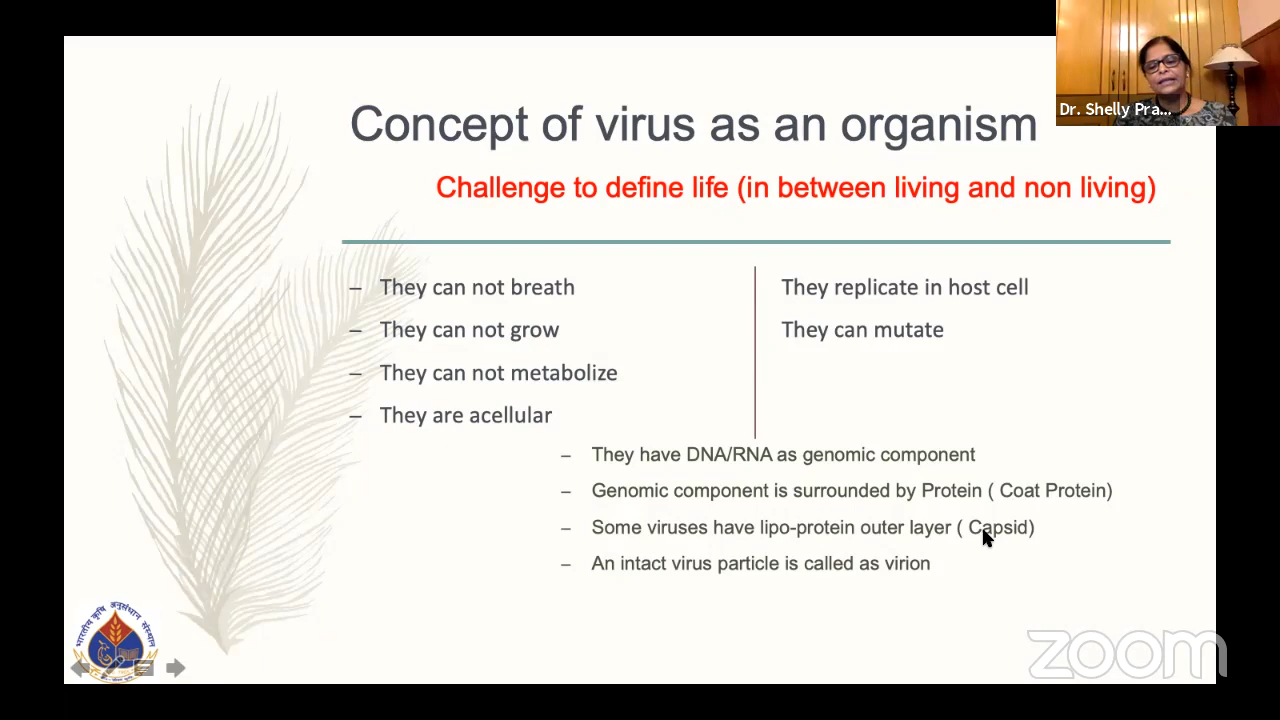 Dr. Shelly Pra...
Concept of virus as an organism
Challenge to define life (in between living and non living)
– They can not breath
– They can not grow
– They can not metabolize
– They are acellular
They replicate in host cell
They can mutate
– They have DNA/RNA as genomic component
– Genomic component is surrounded by Protein ( Coat Protein)
– Some viruses have lipo-protein outer layer ( Capsid)
– An intact virus particle is called as virion
भारतीय कृषि अनुसंधान संस्थान
zoom